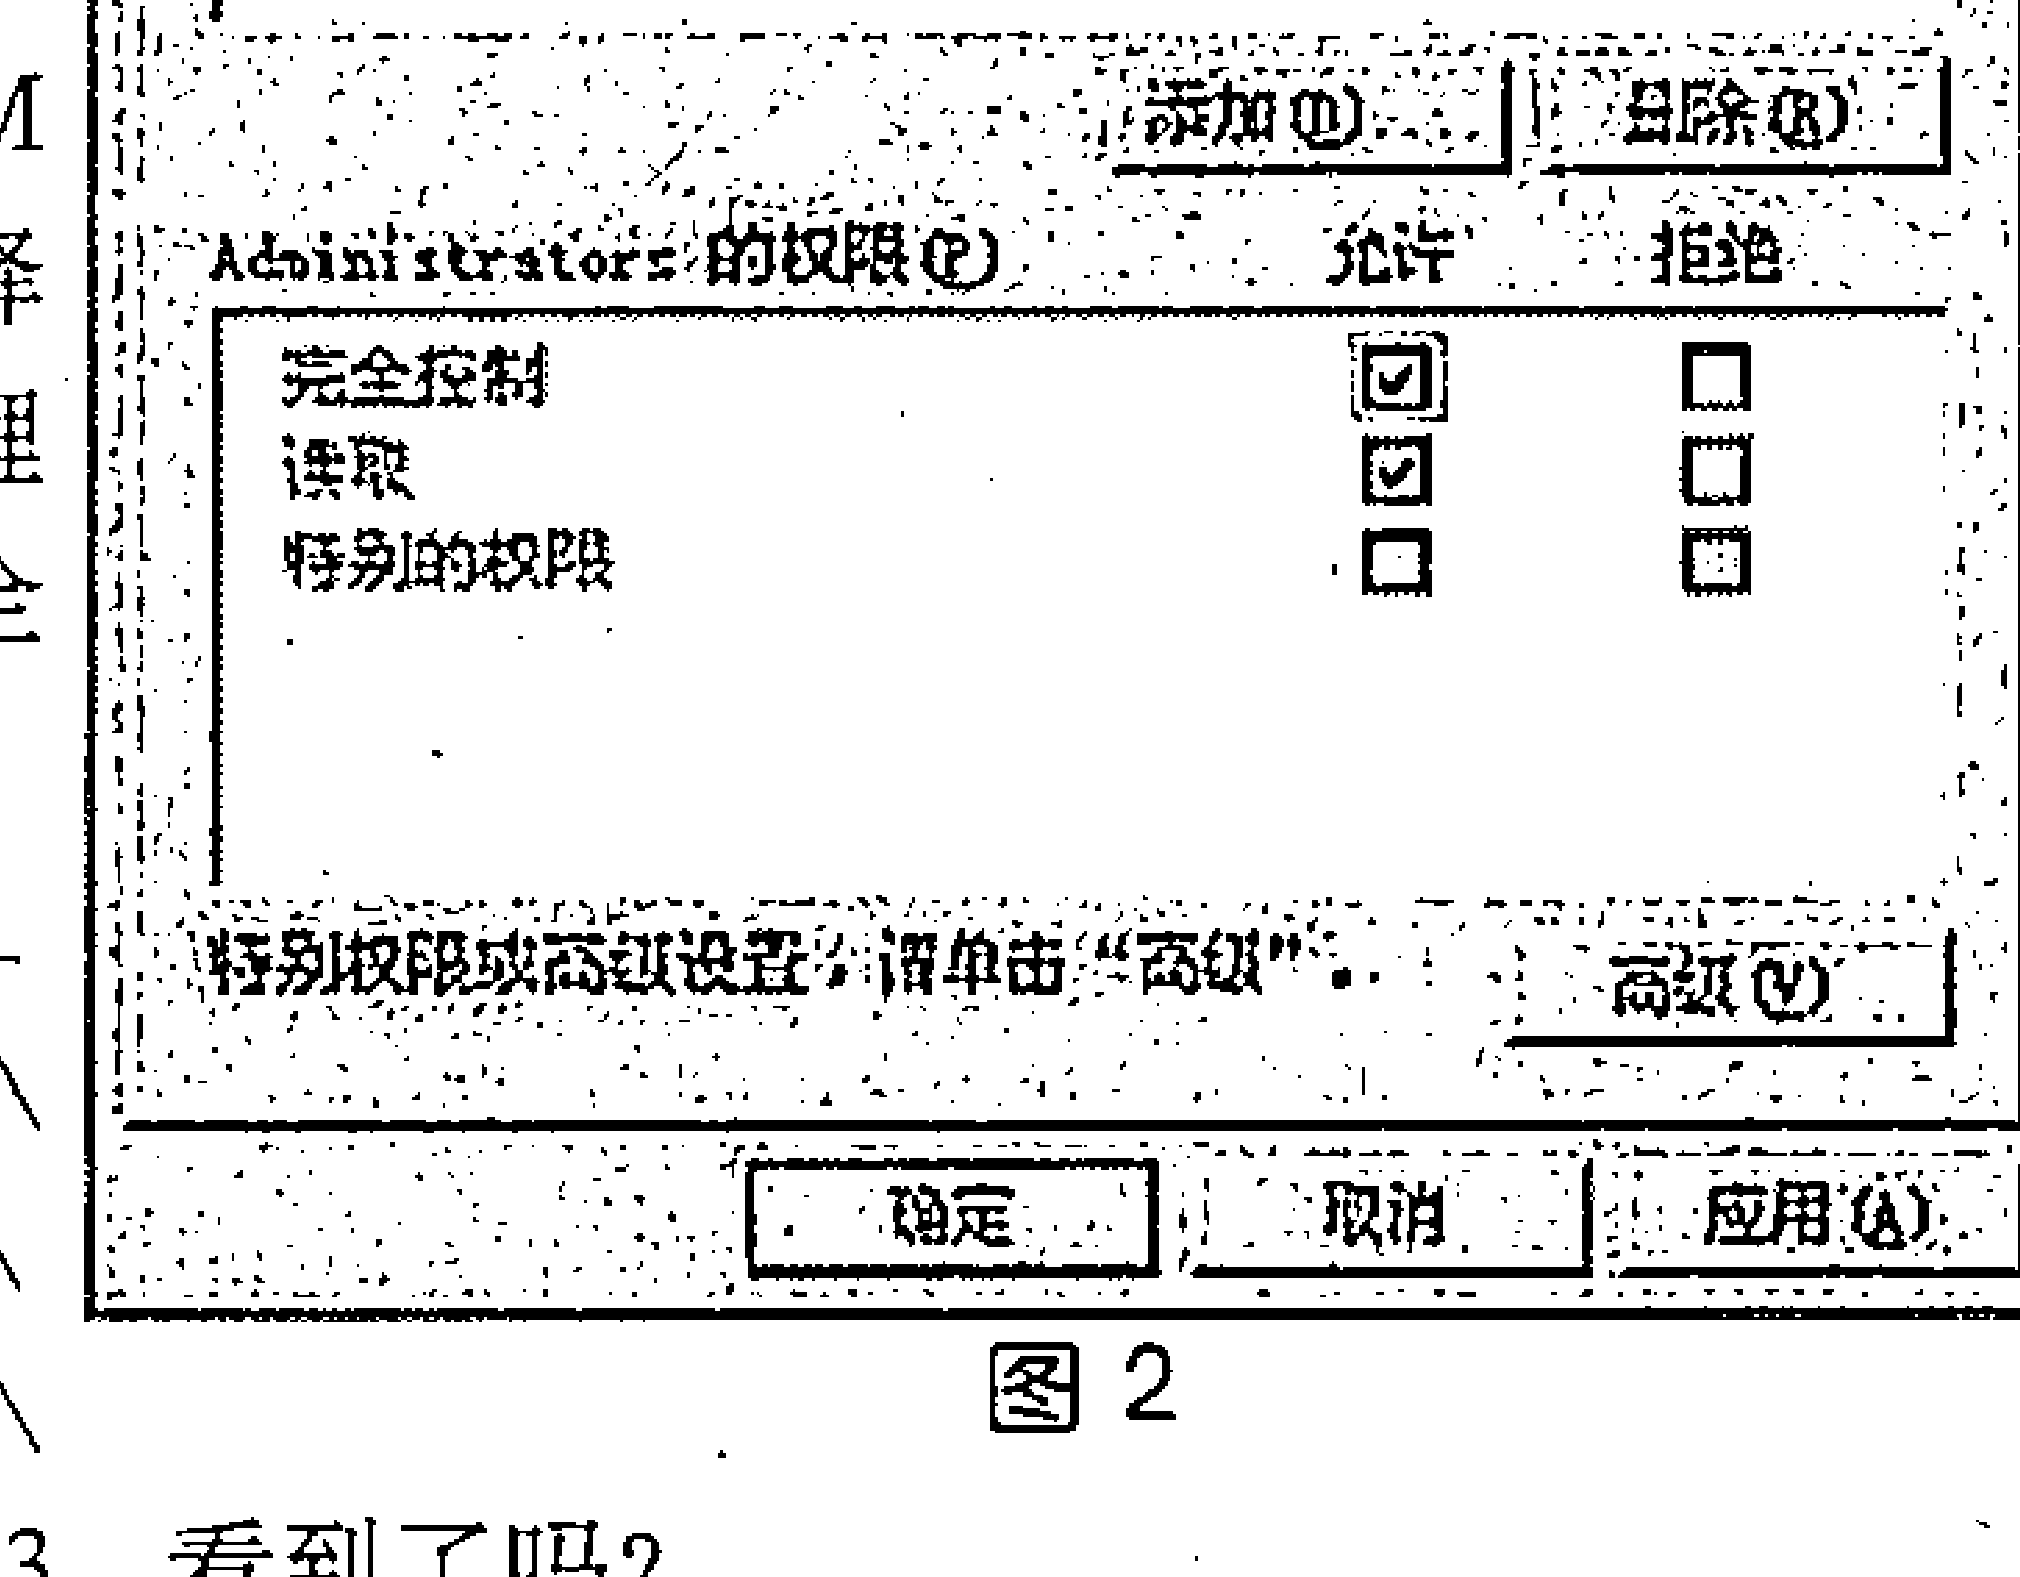 添加(D) 删除(R)
Administrators 的权限(P) 允许 拒绝
完全控制
读取
特别的权限
特别权限或高级设置，请单击“高级”。
高级(V)
确定 取消 应用(A)
图 2
3 看到了吗?